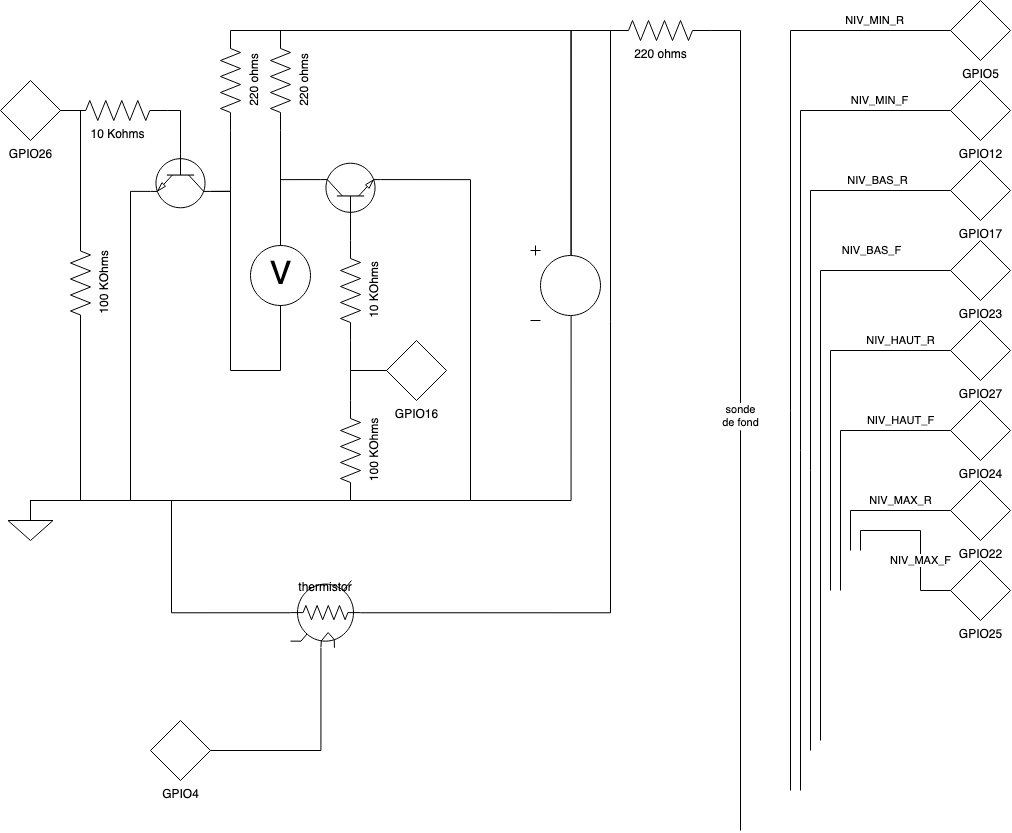 NIV_MIN_R
220 ohms
220 ohms
220 ohms
GPIO5
NIV_MIN_F
10 Kohms
GPIO26
GPIO12
NIV_BAS_R
GPIO17
+
NIV_BAS_F
V
100 KOhms
10 KOhms
GPIO23
−
NIV_HAUT_R
GPIO27
sonde
de fond
GPIO16
NIV_HAUT_F
100 KOhms
GPIO24
NIV_MAX_R
GPIO22
NIV_MAX_F
thermistor
GPIO25
GPIO4